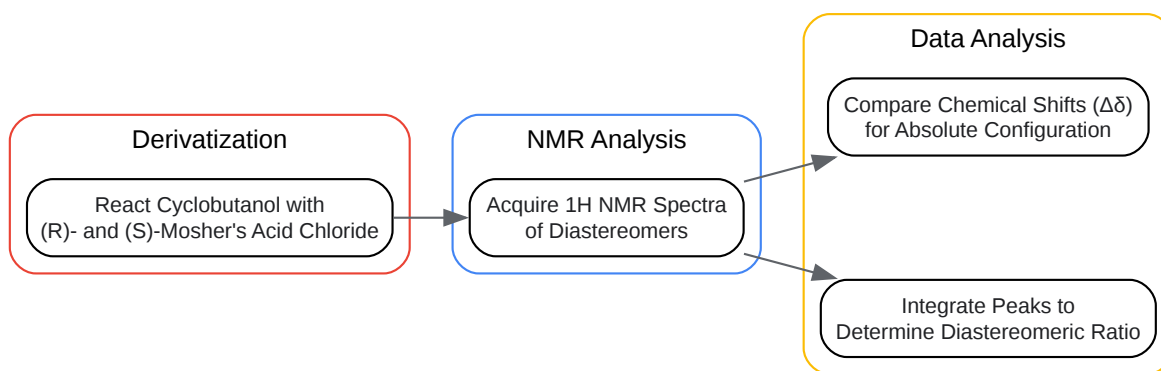 Derivatization
React Cyclobutanol with
(R)- and (S)-Mosher's Acid Chloride
NMR Analysis
Acquire 1H NMR Spectra
of Diastereomers
Data Analysis
Compare Chemical Shifts (Δδ)
for Absolute Configuration
Integrate Peaks to
Determine Diastereomeric Ratio